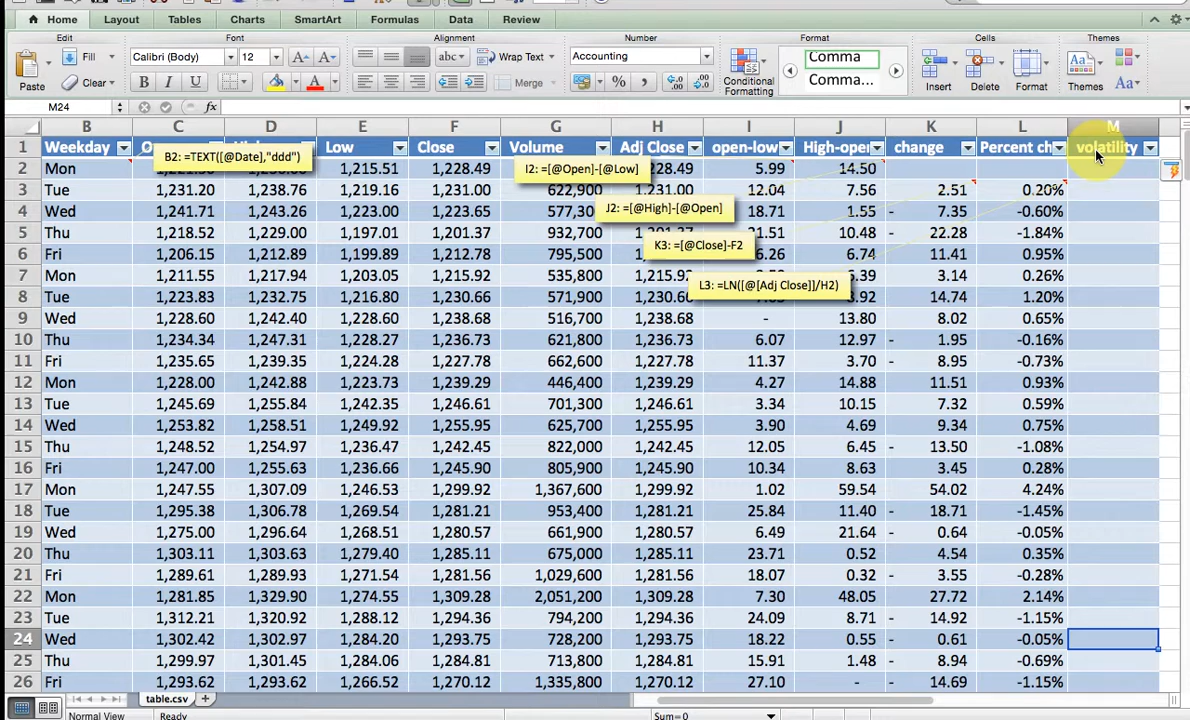 Home Layout Tables Charts SmartArt Formulas Data Review
Edit Font Alignment Number Format Cells Themes
Fill Calibri (Body) 12 abc Wrap Text Accounting Comma
Paste Clear B I U Merge % Conditional Formatting Comma... Insert Delete Format Themes Aa
M24 fx
B C D E F G H I J K L M
1 Weekday Low Close Volume Adj Close open-low High-open change Percent ch volatility
B2: =TEXT([@Date],"ddd")
I2: =[@Open]-[@Low]
J2: =[@High]-[@Open]
K3: =[@Close]-F2
L3: =LN([@[Adj Close]]/H2)
2 Mon 1,215.51 1,228.49 5.99 14.50
3 Tue 1,231.20 1,238.76 1,219.16 1,231.00 622,900 1,231.00 12.04 7.56 2.51 0.20%
4 Wed 1,241.71 1,243.26 1,223.00 1,223.65 577,300 18.71 1.55 - 7.35 -0.60%
5 Thu 1,218.52 1,229.00 1,197.01 1,201.37 932,700 10.48 - 22.28 -1.84%
6 Fri 1,206.15 1,212.89 1,199.89 1,212.78 795,500 6.74 11.41 0.95%
7 Mon 1,211.55 1,217.94 1,203.05 1,215.92 535,800 1,215.92 3.14 0.26%
8 Tue 1,223.83 1,232.75 1,216.80 1,230.66 571,900 1,230.66 14.74 1.20%
9 Wed 1,228.60 1,242.40 1,228.60 1,238.68 516,700 1,238.68 - 13.80 8.02 0.65%
10 Thu 1,234.34 1,247.31 1,228.27 1,236.73 621,800 1,236.73 6.07 12.97 - 1.95 -0.16%
11 Fri 1,235.65 1,239.35 1,224.28 1,227.78 662,600 1,227.78 11.37 3.70 - 8.95 -0.73%
12 Mon 1,228.00 1,242.88 1,223.73 1,239.29 446,400 1,239.29 4.27 14.88 11.51 0.93%
13 Tue 1,245.69 1,255.84 1,242.35 1,246.61 701,300 1,246.61 3.34 10.15 7.32 0.59%
14 Wed 1,253.82 1,258.51 1,249.92 1,255.95 625,700 1,255.95 3.90 4.69 9.34 0.75%
15 Thu 1,248.52 1,254.97 1,236.47 1,242.45 822,000 1,242.45 12.05 6.45 - 13.50 -1.08%
16 Fri 1,247.00 1,255.63 1,236.66 1,245.90 805,900 1,245.90 10.34 8.63 3.45 0.28%
17 Mon 1,247.55 1,307.09 1,246.53 1,299.92 1,367,600 1,299.92 1.02 59.54 54.02 4.24%
18 Tue 1,295.38 1,306.78 1,269.54 1,281.21 953,400 1,281.21 25.84 11.40 - 18.71 -1.45%
19 Wed 1,275.00 1,296.64 1,268.51 1,280.57 661,900 1,280.57 6.49 21.64 - 0.64 -0.05%
20 Thu 1,303.11 1,303.63 1,279.40 1,285.11 675,000 1,285.11 23.71 0.52 4.54 0.35%
21 Fri 1,289.61 1,289.93 1,271.54 1,281.56 1,029,600 1,281.56 18.07 0.32 - 3.55 -0.28%
22 Mon 1,281.85 1,329.90 1,274.55 1,309.28 2,051,200 1,309.28 7.30 48.05 27.72 2.14%
23 Tue 1,312.21 1,320.92 1,288.12 1,294.36 794,200 1,294.36 24.09 8.71 - 14.92 -1.15%
24 Wed 1,302.42 1,302.97 1,284.20 1,293.75 728,200 1,293.75 18.22 0.55 - 0.61 -0.05%
25 Thu 1,299.97 1,301.45 1,284.06 1,284.81 713,800 1,284.81 15.91 1.48 - 8.94 -0.69%
26 Fri 1,293.62 1,293.62 1,266.52 1,270.12 1,335,800 1,270.12 27.10 - - 14.69 -1.15%
table.csv
Normal View Ready Sum=0